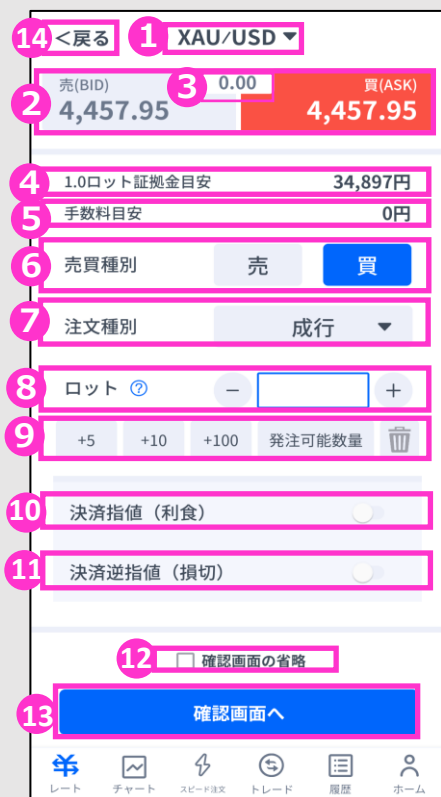 14 <戻る 1 XAU/USD ▼
売(BID) 3 0.00 買(ASK)
2 4,457.95 4,457.95
4 1.0ロット証拠金目安 34,897円
5 手数料目安 0円
6 売買種別 売 買
7 注文種別 成行 ▼
8 ロット ? − +
9 +5 +10 +100 発注可能数量
10 決済指値（利食）
11 決済逆指値（損切）
12 確認画面の省略
13 確認画面へ
レート チャート スピード注文 トレード 履歴 ホーム